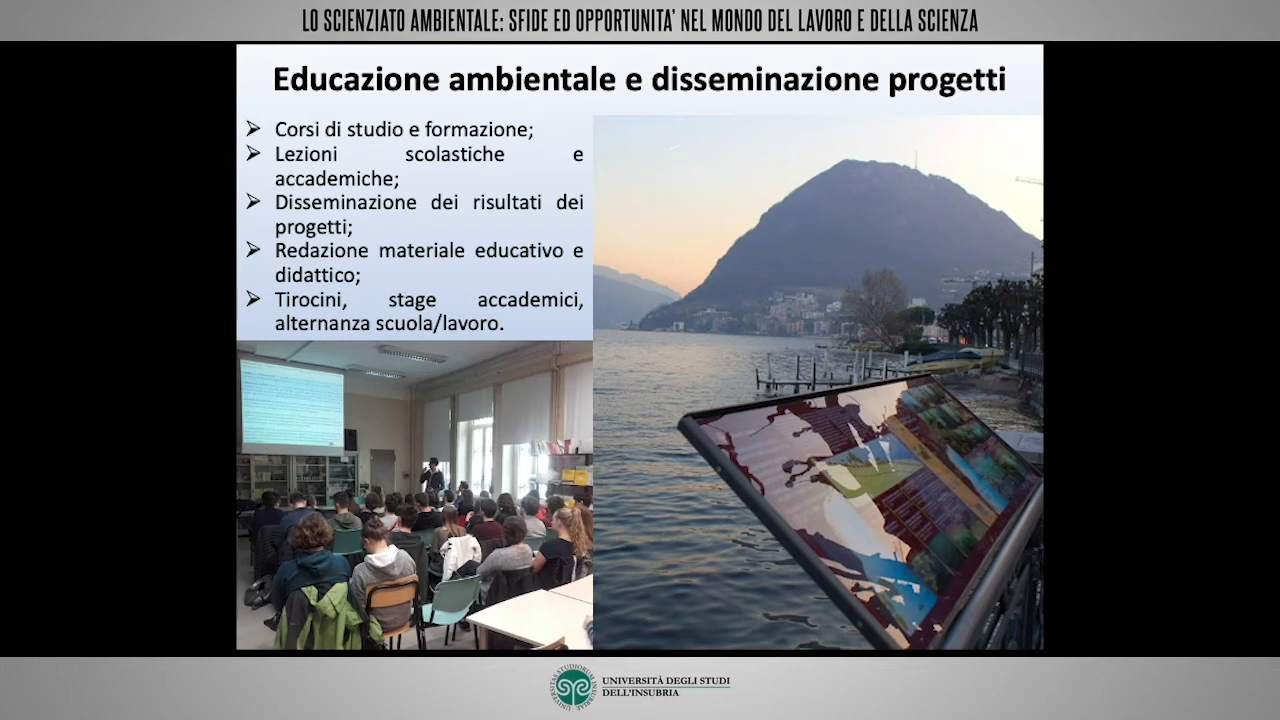 LO SCIENZIATO AMBIENTALE: SFIDE ED OPPORTUNITA' NEL MONDO DEL LAVORO E DELLA SCIENZA
Educazione ambientale e disseminazione progetti
➢ Corsi di studio e formazione;
➢ Lezioni scolastiche e
accademiche;
➢ Disseminazione dei risultati dei
progetti;
➢ Redazione materiale educativo e
didattico;
➢ Tirocini, stage accademici,
alternanza scuola/lavoro.
UNIVERSITÀ DEGLI STUDI
DELL'INSUBRIA